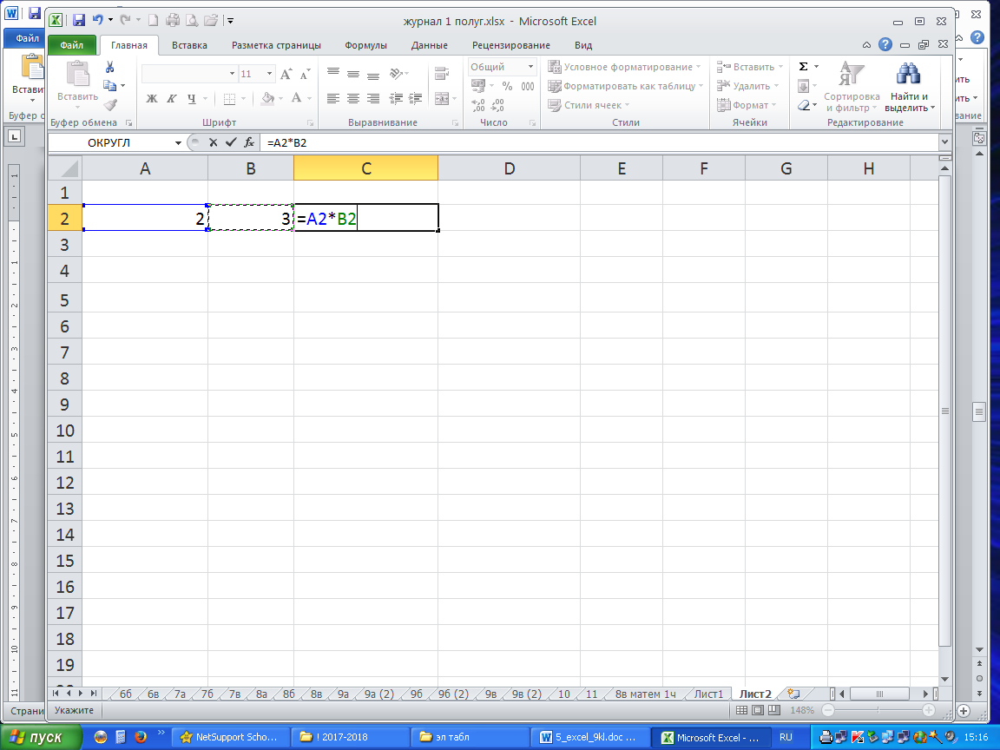 журнал 1 полуг.xlsx - Microsoft Excel
Файл
Файл Главная Вставка Разметка страницы Формулы Данные Рецензирование Вид
Встави
Буфер о
Вставить
Буфер обмена
11
Ж К Ч
Шрифт
Выравнивание
Общий
% 000
Число
Условное форматирование
Форматировать как таблицу
Стили ячеек
Стили
Вставить
Удалить
Формат
Ячейки
Σ
Сортировка
и фильтр
Найти и
выделить
Редактирование
ОКРУГЛ fx =A2*B2
A B C D E F G H
1
2 2 3 =A2*B2
3
4
5
6
7
8
9
10
11
12
13
14
15
16
17
18
19
6б 6в 7а 7б 7в 8а 8б 8в 9а 9а (2) 9б 9б (2) 9в 9в (2) 10 11 8в матем 1ч Лист1 Лист2
Страни
Укажите 148%
пуск NetSupport Scho... ! 2017-2018 эл табл 5_excel_9kl.doc ... Microsoft Excel - ... RU 15:16